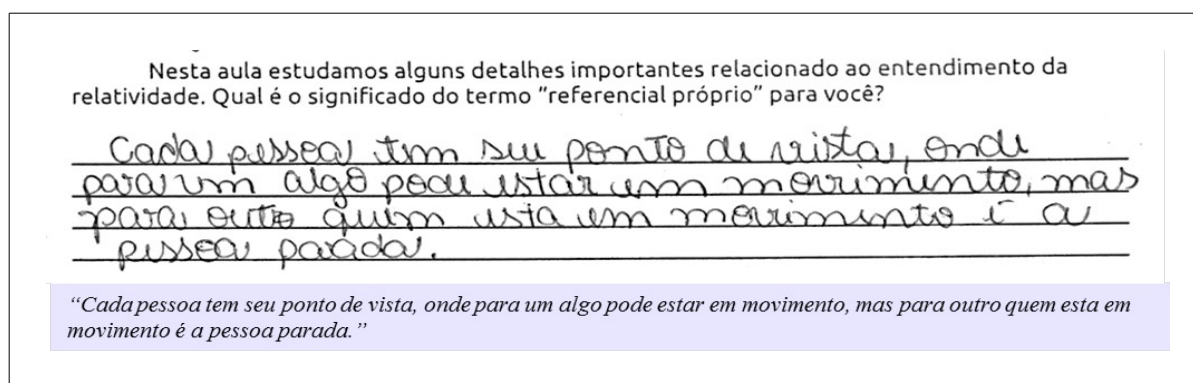 Nesta aula estudamos alguns detalhes importantes relacionado ao entendimento da
relatividade. Qual é o significado do termo "referencial próprio" para você?
Cada pessoa tem seu ponto de vista, onde
para um algo pode estar em movimento, mas
para outro quem esta em movimento é a
pessoa parada.
"Cada pessoa tem seu ponto de vista, onde para um algo pode estar em movimento, mas para outro quem esta em
movimento é a pessoa parada."